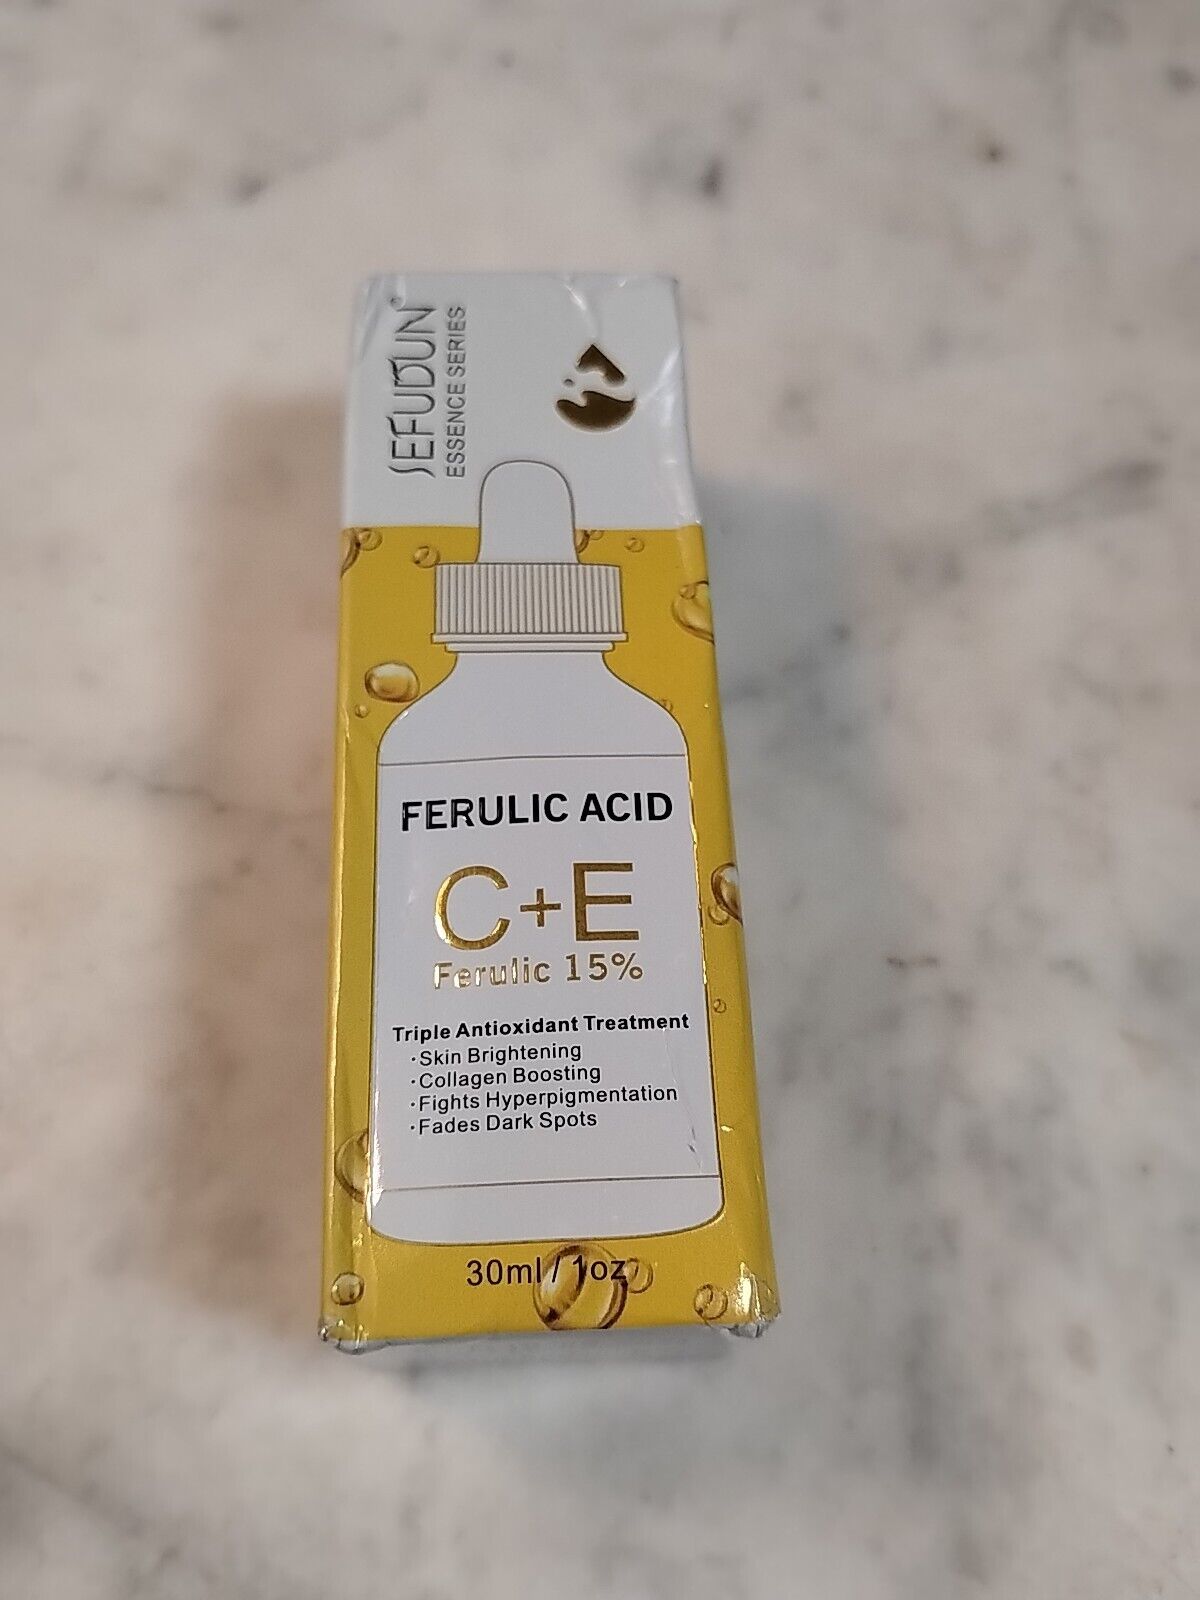 SEFUDUN®
ESSENCE SERIES
FERULIC ACID
C+E
Ferulic 15%
Triple Antioxidant Treatment
·Skin Brightening
·Collagen Boosting
·Fights Hyperpigmentation
·Fades Dark Spots
30ml / 1oz